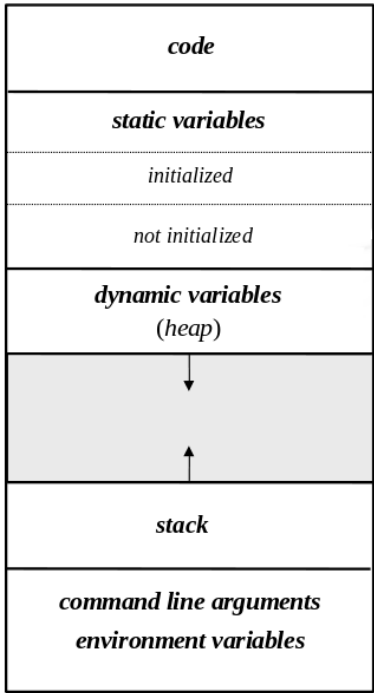 code
static variables
initialized
not initialized
dynamic variables
(heap)
stack
command line arguments
environment variables